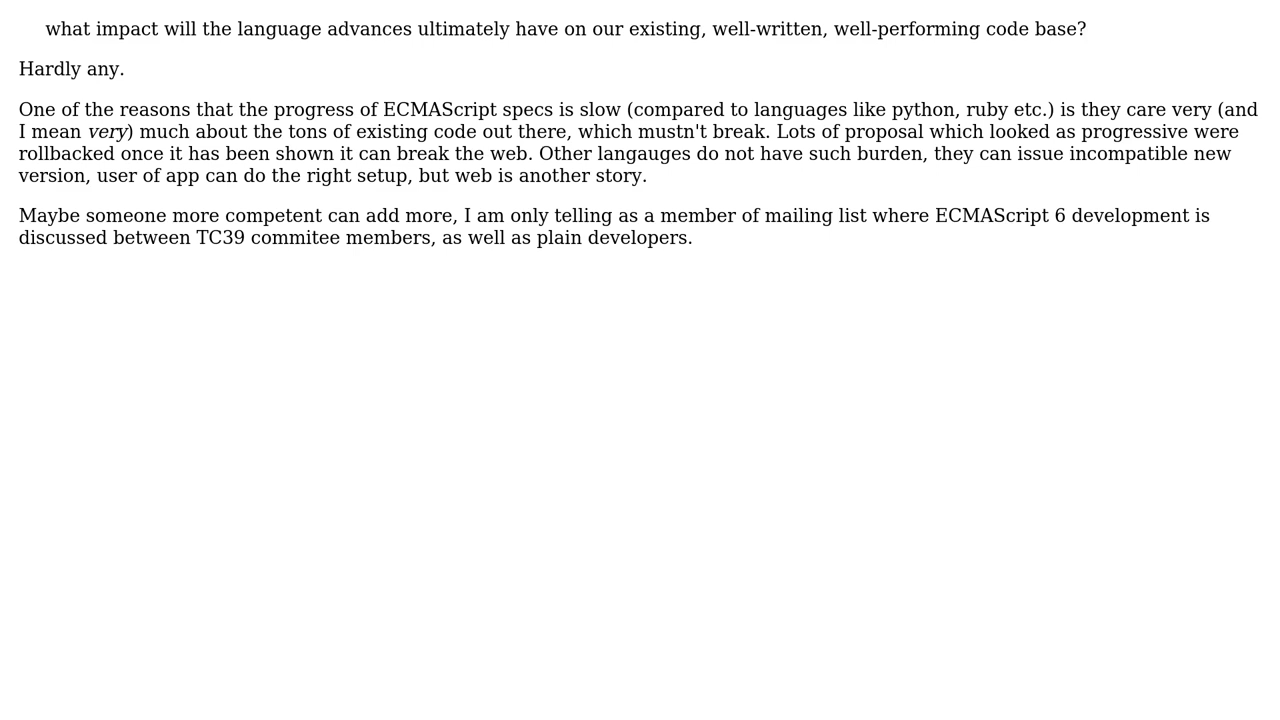 what impact will the language advances ultimately have on our existing, well-written, well-performing code base?
Hardly any.
One of the reasons that the progress of ECMAScript specs is slow (compared to languages like python, ruby etc.) is they care very (and
I mean very) much about the tons of existing code out there, which mustn't break. Lots of proposal which looked as progressive were
rollbacked once it has been shown it can break the web. Other langauges do not have such burden, they can issue incompatible new
version, user of app can do the right setup, but web is another story.
Maybe someone more competent can add more, I am only telling as a member of mailing list where ECMAScript 6 development is
discussed between TC39 commitee members, as well as plain developers.